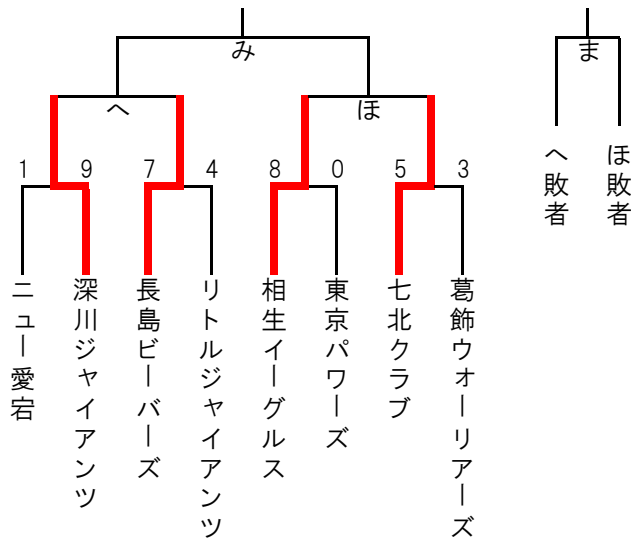 み
ま
へ
ほ
1
9
7
4
8
0
5
3
へ敗者
ほ敗者
ニュー愛宕
深川ジャイアンツ
長島ビーバーズ
リトルジャイアンツ
相生イーグルス
東京パワーズ
七北クラブ
葛飾ウォーリアーズ